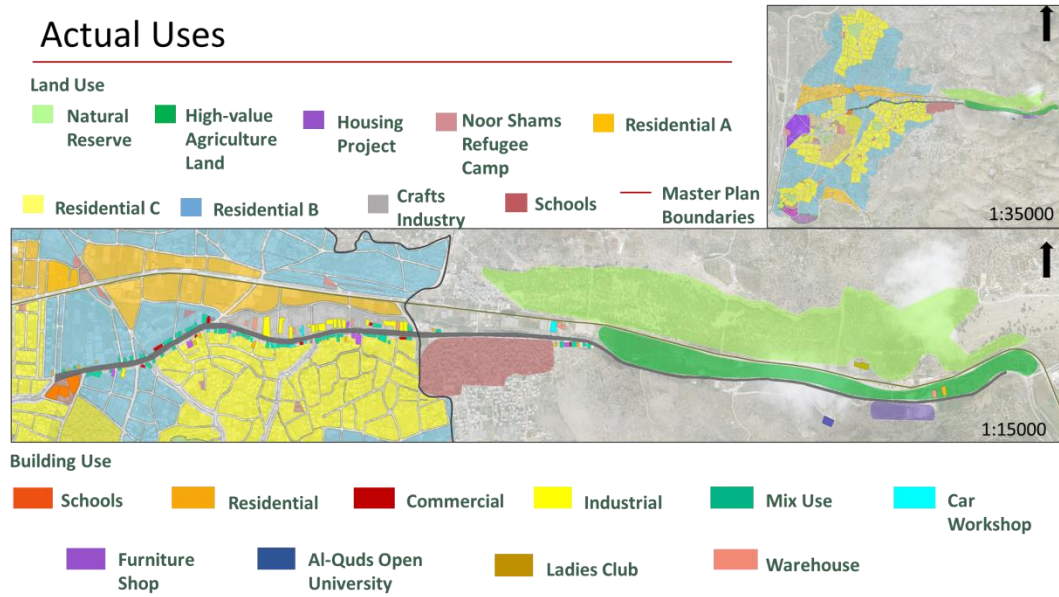 Actual Uses
Land Use
Natural
Reserve
High-value
Agriculture
Land
Housing
Project
Noor Shams
Refugee
Camp
Residential A
Residential C
Residential B
Crafts
Industry
Schools
Master Plan
Boundaries
1:35000
1:15000
Building Use
Schools
Residential
Commercial
Industrial
Mix Use
Car
Workshop
Furniture
Shop
Al-Quds Open
University
Ladies Club
Warehouse